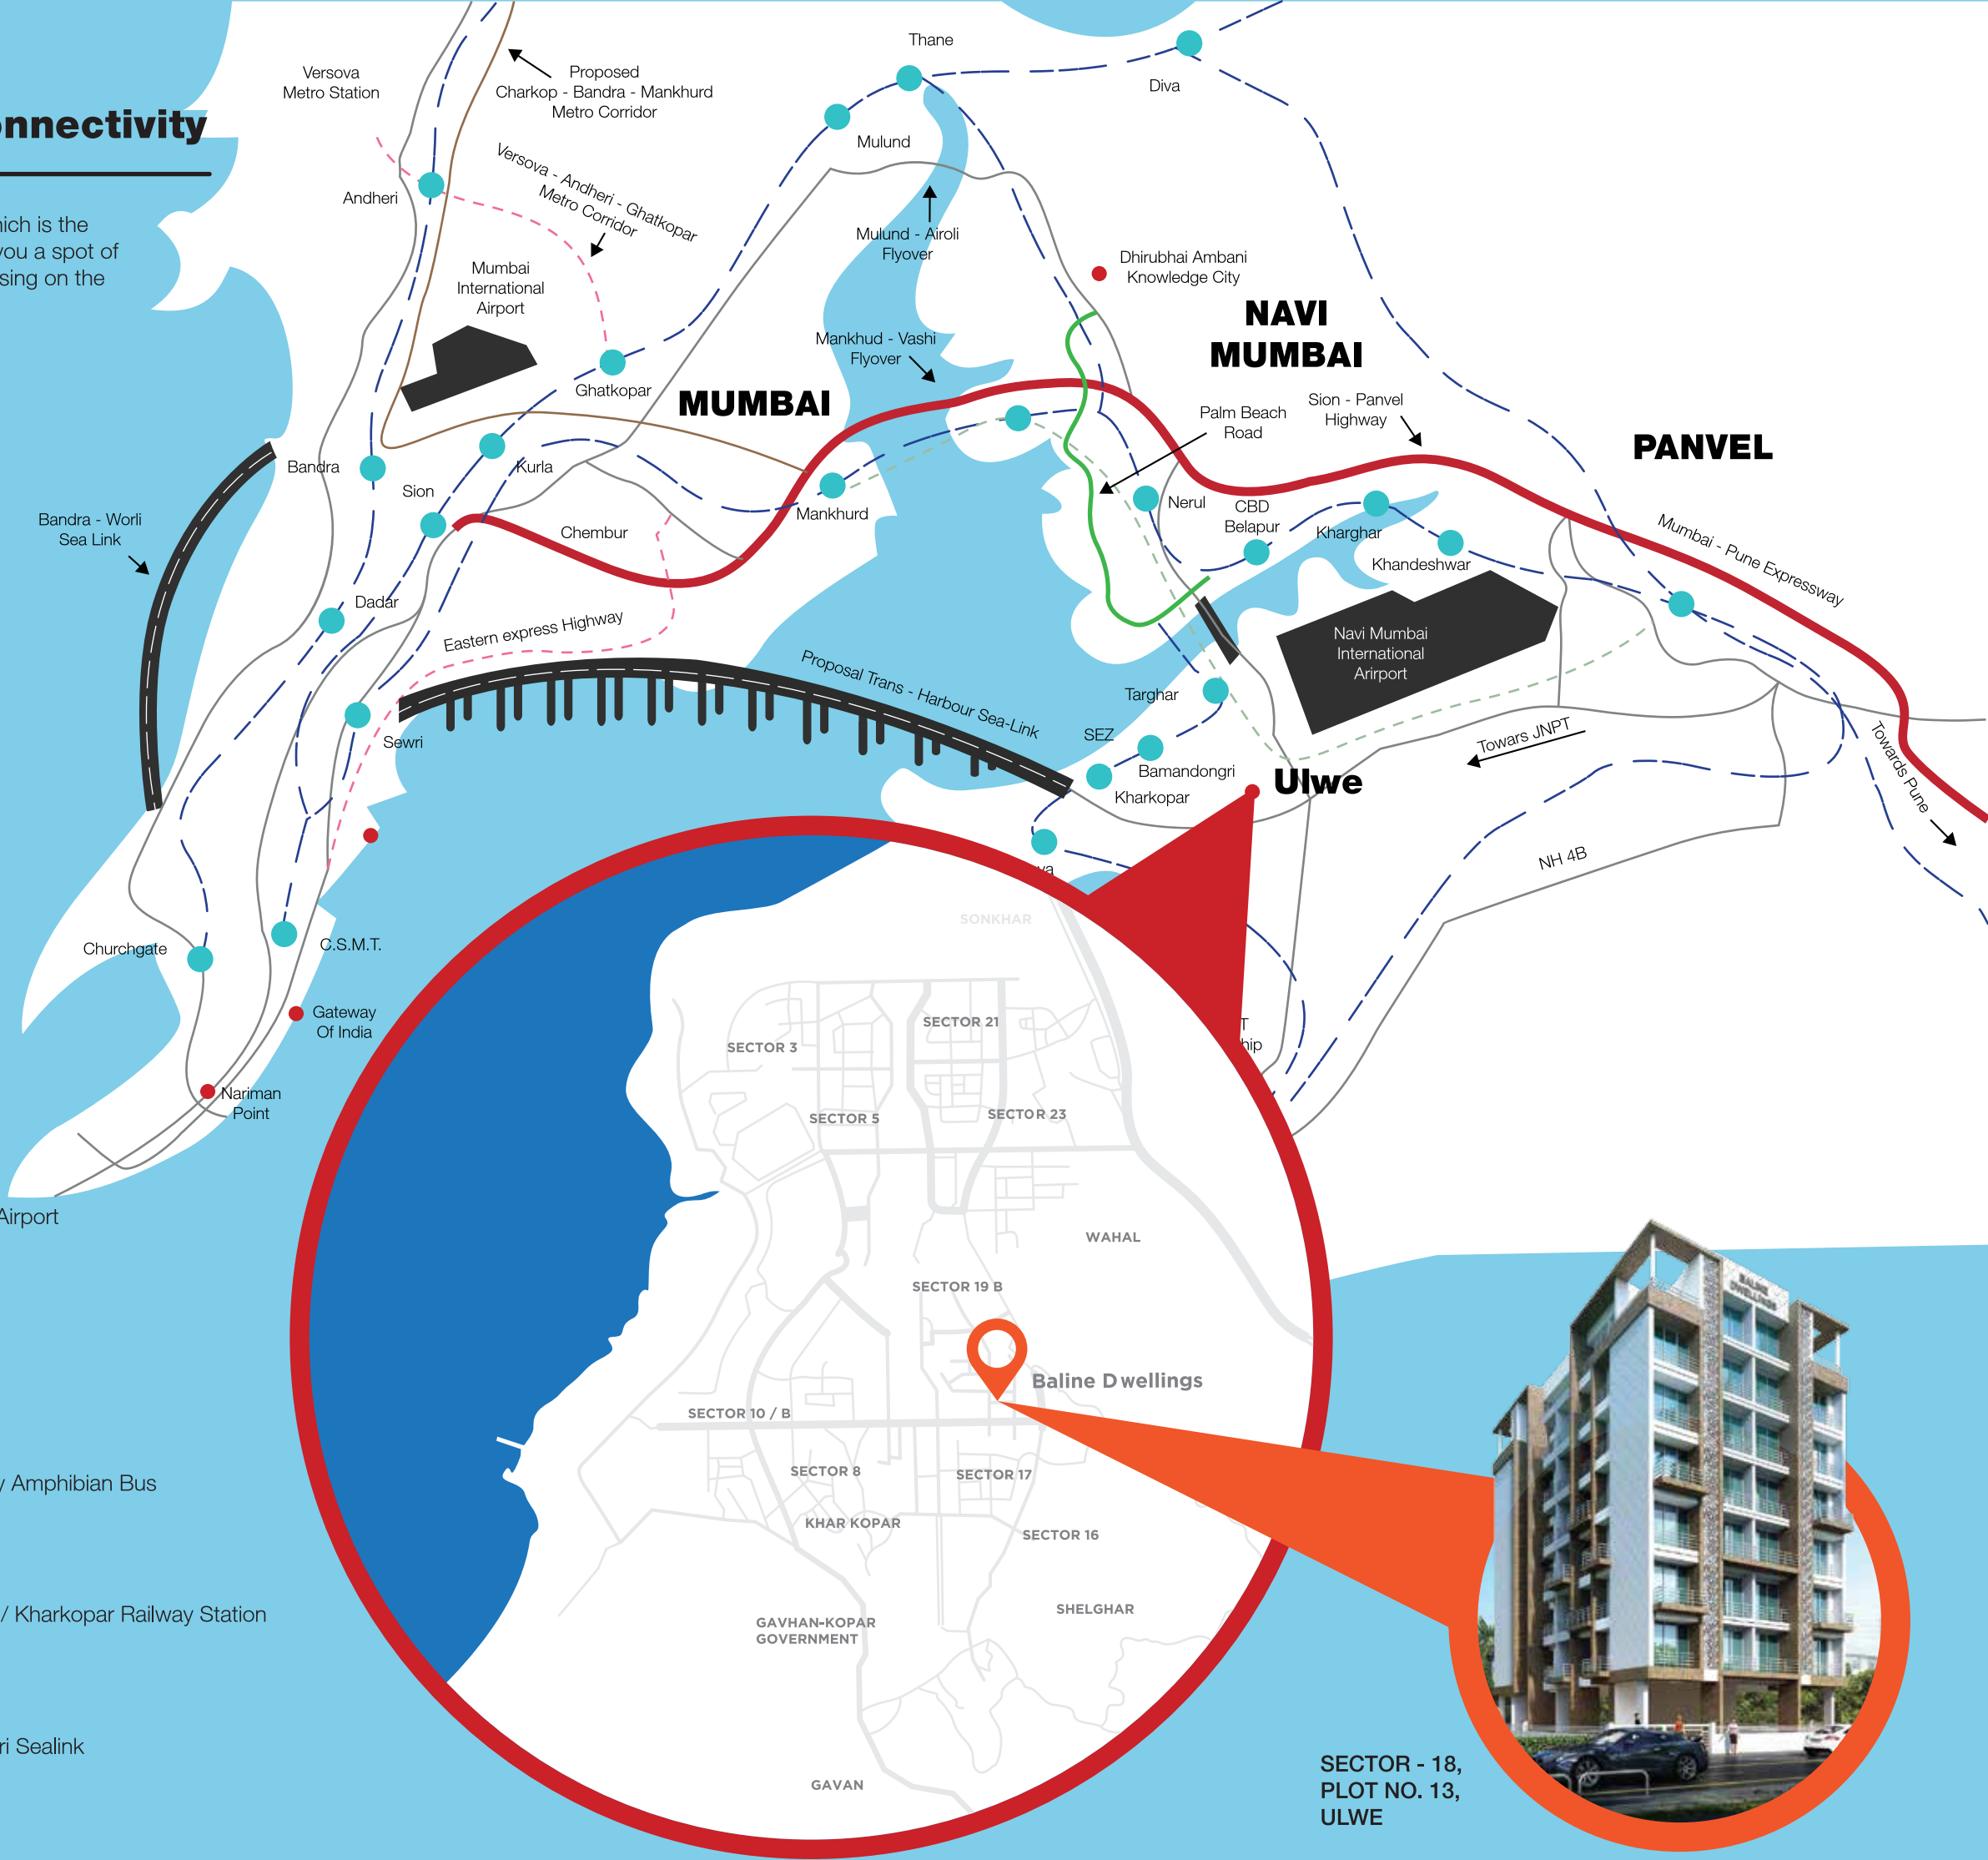 onnectivity
hich is the
you a spot of
sing on the
Versova
Metro Station
Proposed
Charkop - Bandra - Mankhurd
Metro Corridor
Thane
Diva
Mulund
Andheri
Versova - Andheri - Ghatkopar
Metro Corridor
Mulund - Airoli
Flyover
Dhirubhai Ambani
Knowledge City
Mumbai
International
Airport
NAVI
MUMBAI
Mankhud - Vashi
Flyover
Ghatkopar
MUMBAI
Palm Beach
Road
Sion - Panvel
Highway
PANVEL
Bandra
Kurla
Sion
Mankhurd
Nerul
CBD
Belapur
Kharghar
Khandeshwar
Mumbai - Pune Expressway
Bandra - Worli
Sea Link
Chembur
Dadar
Eastern express Highway
Navi Mumbai
International
Arirport
Proposal Trans - Harbour Sea-Link
Targhar
Sewri
SEZ
Bamandongri
Kharkopar
Ulwe
Towars JNPT
Towards Pune
NH 4B
va
Churchgate
C.S.M.T.
Gateway
Of India
Nariman
Point
T
hip
SONKHAR
SECTOR 21
SECTOR 3
SECTOR 5
SECTOR 23
WAHAL
SECTOR 19 B
Baline Dwellings
SECTOR 10 / B
SECTOR 8
SECTOR 17
KHAR KOPAR
SECTOR 16
SHELGHAR
GAVHAN-KOPAR
GOVERNMENT
GAVAN
Airport
y Amphibian Bus
/ Kharkopar Railway Station
ri Sealink
BALINE
DWELLINGS
SECTOR - 18,
PLOT NO. 13,
ULWE